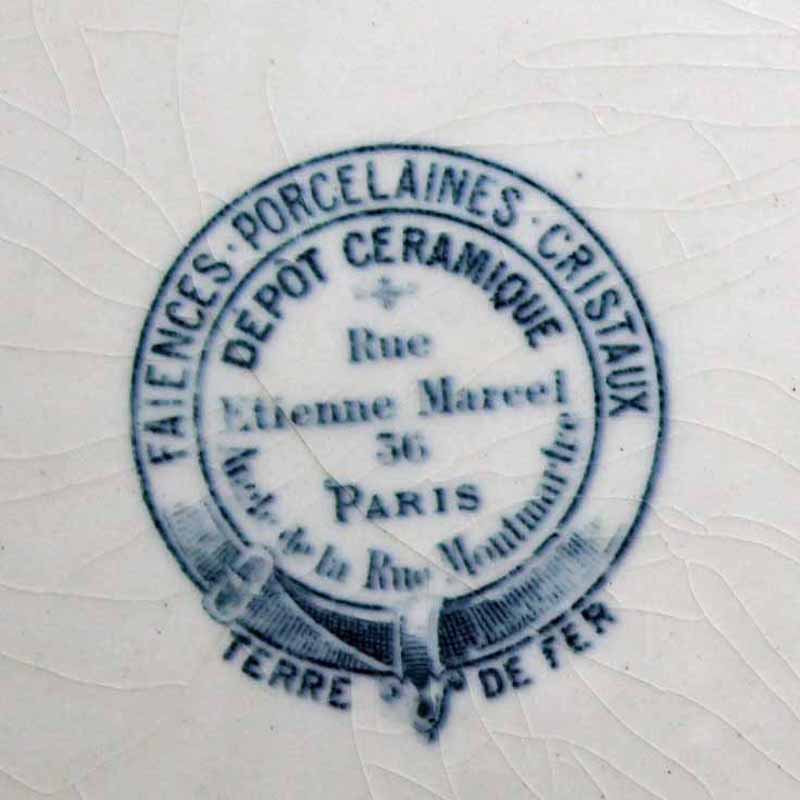 FAIENCES · PORCELAINES · CRISTAUX
DEPOT CERAMIQUE
Rue
Etienne Marcel
36
PARIS
Angle de la Rue Montmartre
TERRE DE FER